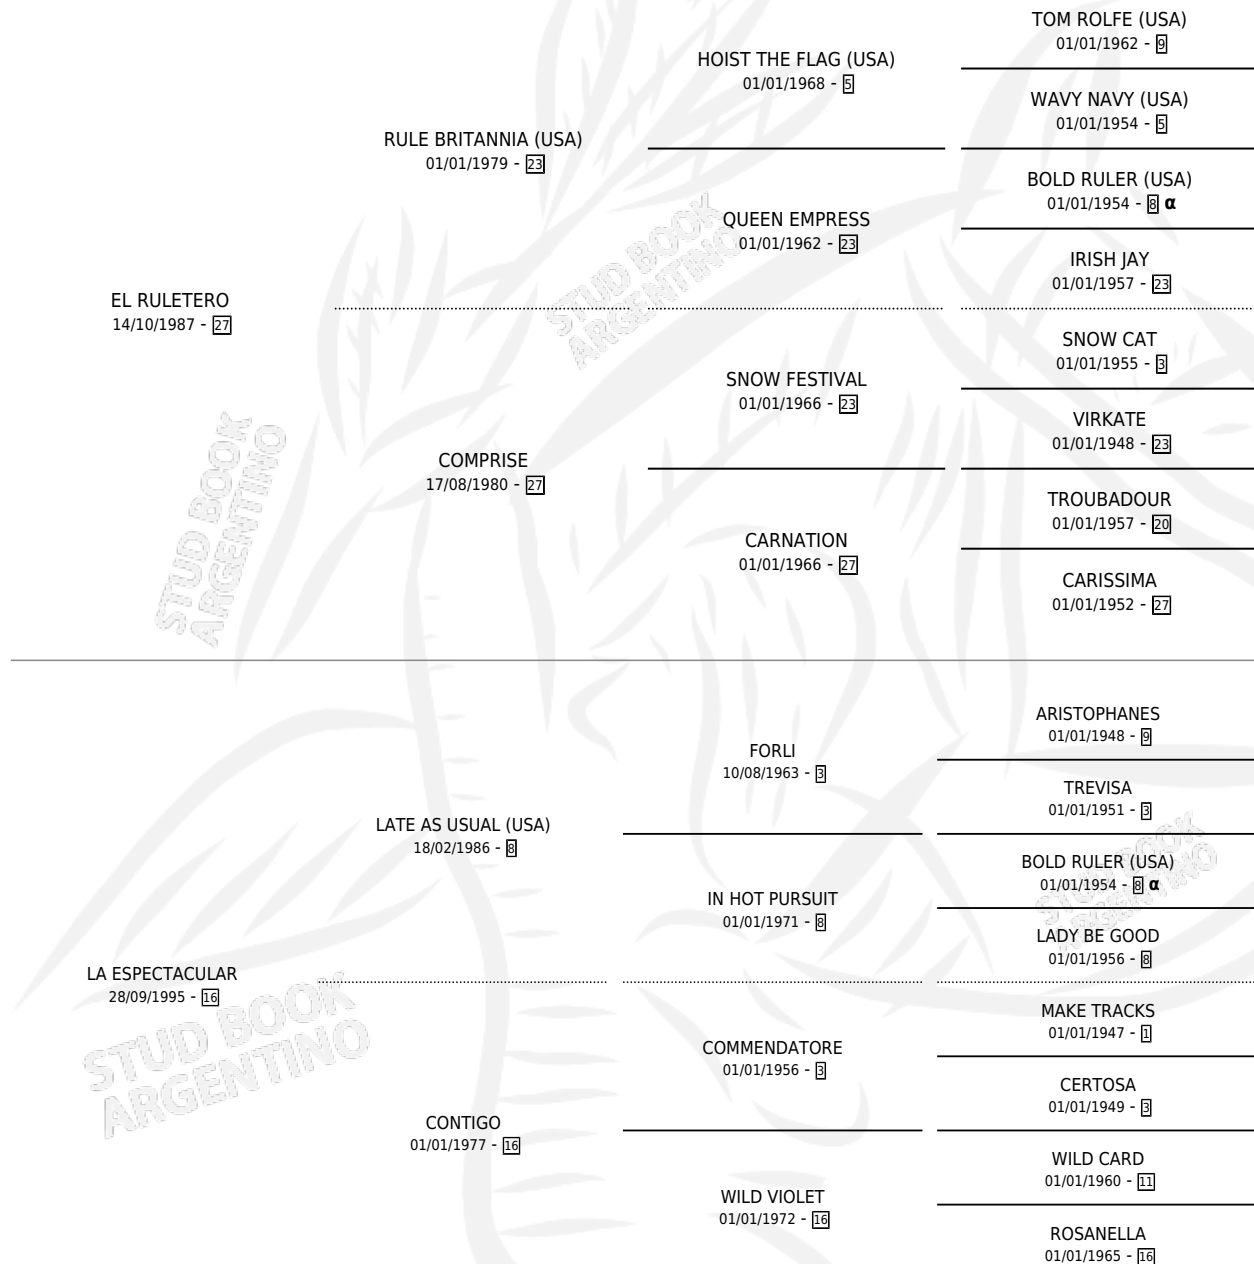 TOM ROLFE (USA)
01/01/1962 - 9
HOIST THE FLAG (USA)
01/01/1968 - 5
WAVY NAVY (USA)
01/01/1954 - 5
RULE BRITANNIA (USA)
01/01/1979 - 23
BOLD RULER (USA)
01/01/1954 - 8 α
QUEEN EMPRESS
01/01/1962 - 23
IRISH JAY
01/01/1957 - 23
EL RULETERO
14/10/1987 - 27
SNOW CAT
01/01/1955 - 3
SNOW FESTIVAL
01/01/1966 - 23
VIRKATE
01/01/1948 - 23
COMPRISE
17/08/1980 - 27
TROUBADOUR
01/01/1957 - 20
CARNATION
01/01/1966 - 27
CARISSIMA
01/01/1952 - 27
STUD BOOK
ARGENTINO
STUD BOOK
ARGENTINO
ARISTOPHANES
01/01/1948 - 9
FORLI
10/08/1963 - 3
TREVISA
01/01/1951 - 3
LATE AS USUAL (USA)
18/02/1986 - 8
BOLD RULER (USA)
01/01/1954 - 8 α
IN HOT PURSUIT
01/01/1971 - 8
LADY BE GOOD
01/01/1956 - 8
STUD BOOK
ARGENTINO
LA ESPECTACULAR
28/09/1995 - 16
MAKE TRACKS
01/01/1947 - 1
COMMENDATORE
01/01/1956 - 3
CERTOSA
01/01/1949 - 3
STUD BOOK
ARGENTINO
CONTIGO
01/01/1977 - 16
WILD CARD
01/01/1960 - 11
WILD VIOLET
01/01/1972 - 16
ROSANELLA
01/01/1965 - 16